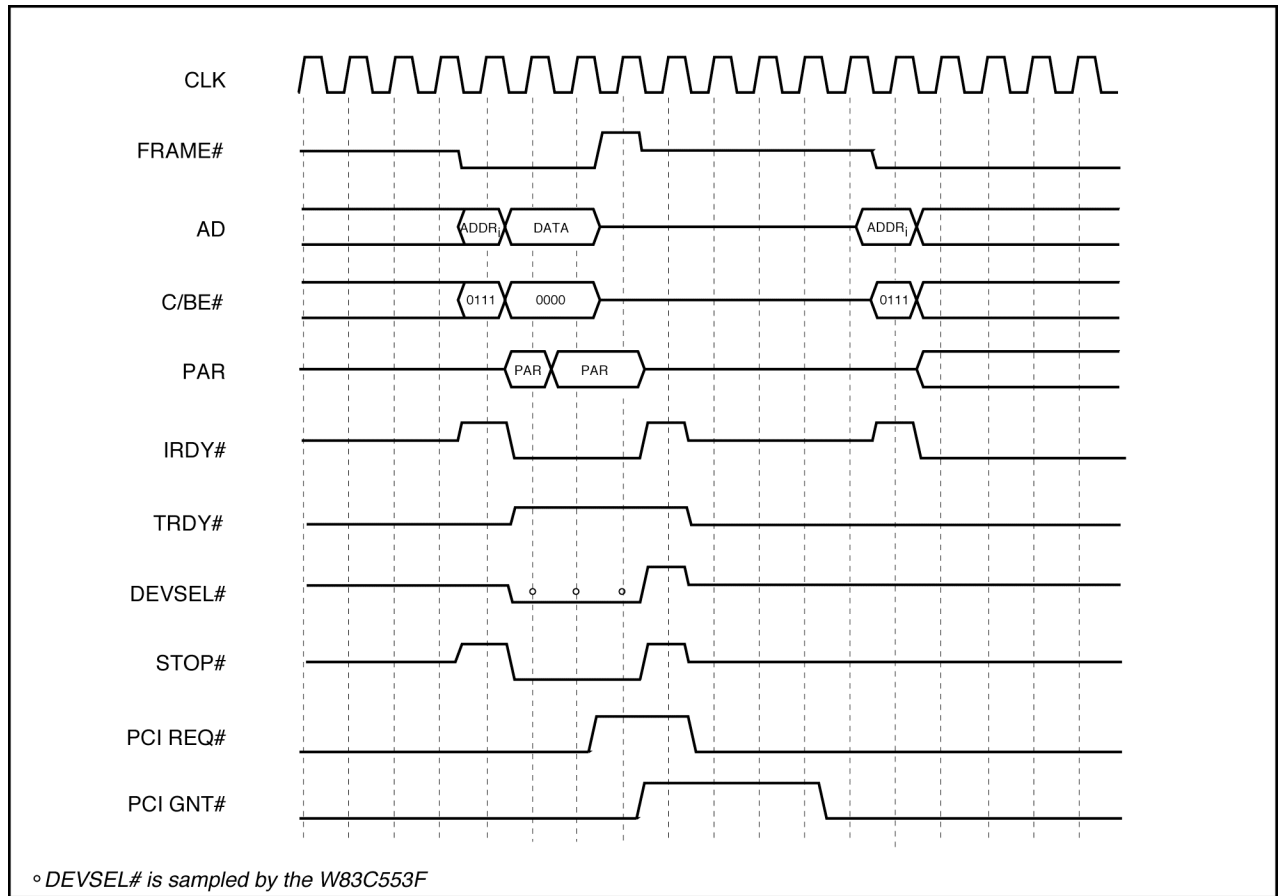 CLK
FRAME#
AD ADDRi DATA ADDRj
C/BE# 0111 0000 0111
PAR PAR PAR
IRDY#
TRDY#
DEVSEL#
STOP#
PCI REQ#
PCI GNT#
° DEVSEL# is sampled by the W83C553F